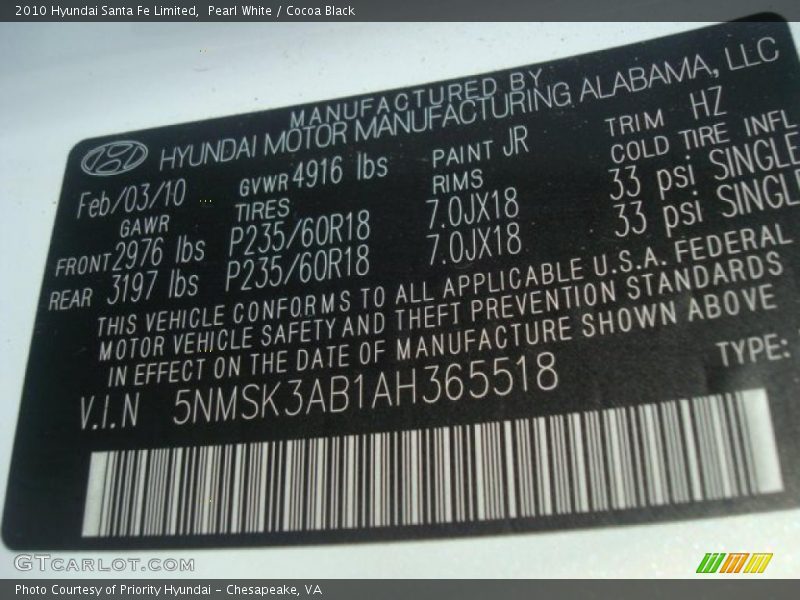 2010 Hyundai Santa Fe Limited,  Pearl White / Cocoa Black
MANUFACTURED BY
HYUNDAI MOTOR MANUFACTURING ALABAMA, LLC
Feb/03/10 GVWR 4916 lbs PAINT JR TRIM HZ
GAWR TIRES RIMS COLD TIRE INFL
FRONT 2976 lbs P235/60R18 7.0JX18 33 psi SINGLE
REAR 3197 lbs P235/60R18 7.0JX18 33 psi SINGLE
THIS VEHICLE CONFORMS TO ALL APPLICABLE U.S.A. FEDERAL
MOTOR VEHICLE SAFETY AND THEFT PREVENTION STANDARDS
IN EFFECT ON THE DATE OF MANUFACTURE SHOWN ABOVE
V.I.N 5NMSK3AB1AH365518 TYPE:
GTCARLOT.COM
Photo Courtesy of Priority Hyundai - Chesapeake, VA